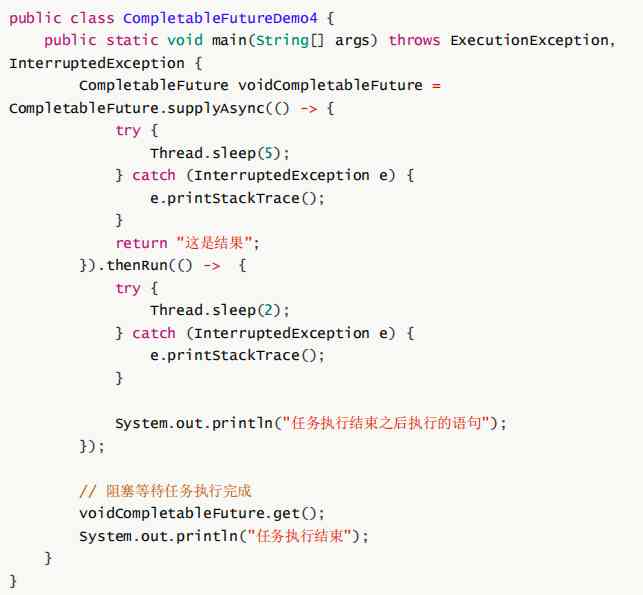 public class CompletableFutureDemo4 {
    public static void main(String[] args) throws ExecutionException,
InterruptedException {
        CompletableFuture voidCompletableFuture =
CompletableFuture.supplyAsync(() -> {
            try {
                Thread.sleep(5);
            } catch (InterruptedException e) {
                e.printStackTrace();
            }
            return "这是结果";
        }).thenRun(() ->  {
            try {
                Thread.sleep(2);
            } catch (InterruptedException e) {
                e.printStackTrace();
            }

            System.out.println("任务执行结束之后执行的语句");
        });

        // 阻塞等待任务执行完成
        voidCompletableFuture.get();
        System.out.println("任务执行结束");
    }
}